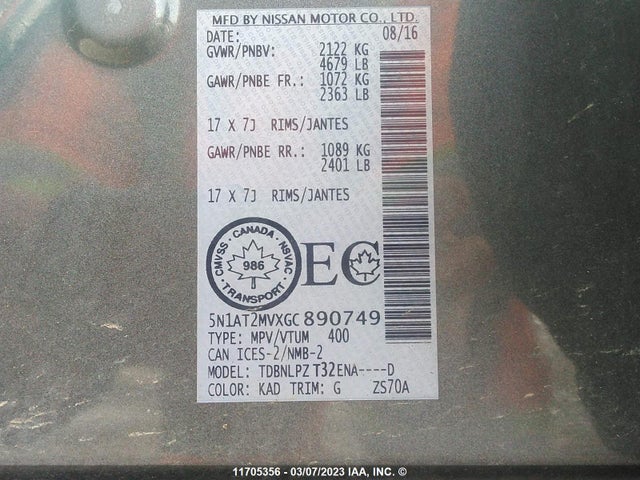 MFD BY NISSAN MOTOR CO., LTD.
DATE: 08/16
GVWR/PNBV: 2122 KG
4679 LB
GAWR/PNBE FR.: 1072 KG
2363 LB
17 X 7J RIMS/JANTES
GAWR/PNBE RR.: 1089 KG
2401 LB
17 X 7J RIMS/JANTES
CMVSS · CANADA · NSVAC · TRANSPORT ·
986
EC
5N1AT2MVXGC890749
TYPE: MPV/VTUM 400
CAN ICES-2/NMB-2
MODEL: TDBNLPZ T32ENA----D
COLOR: KAD TRIM: G ZS70A
11705356 - 03/07/2023 IAA, INC. ©